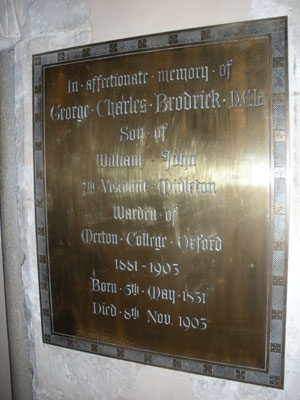 In · affectionate · memory · of
George · Charles · Brodrick · D.C.L.
Son · of
William · John
7th · Viscount · Midleton
Warden · of
Merton · College · Oxford
1881 - 1903
Born · 5th · May · 1831
Died · 8th · Nov. 1903